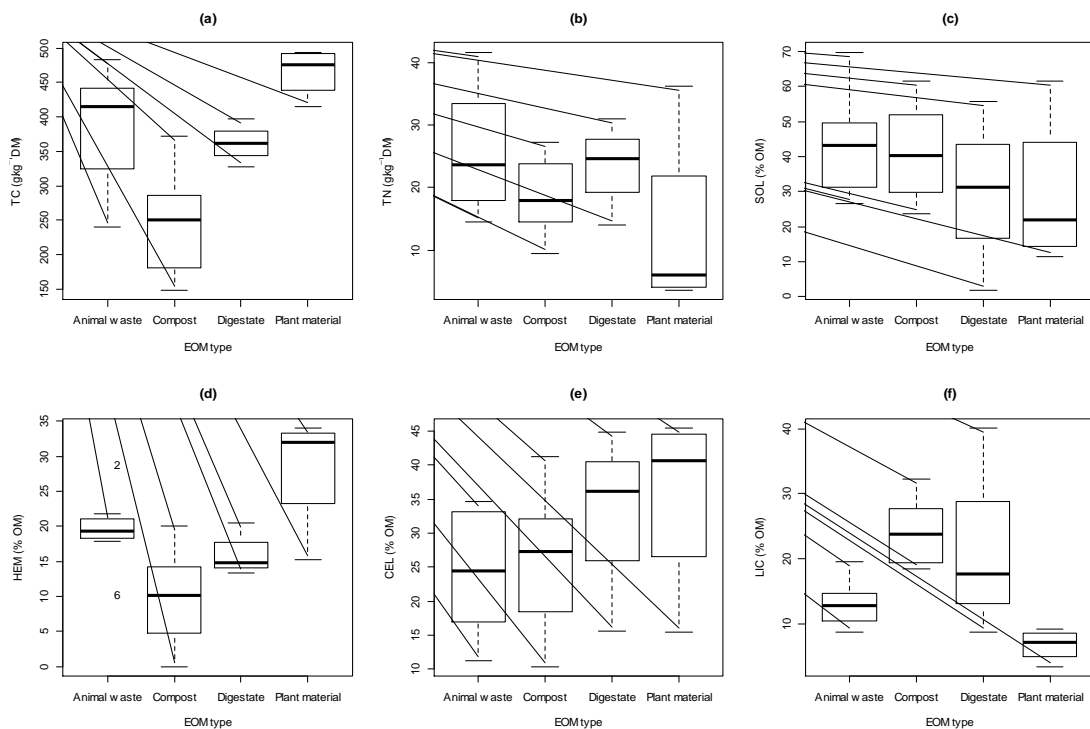 (a)
TC (gkg⁻¹DM)
500
450
400
350
300
250
200
150
Animal waste Compost Digestate Plant material
EOM type
(b)
TN (gkg⁻¹DM)
40
30
20
10
Animal waste Compost Digestate Plant material
EOM type
(c)
SOL (% OM)
70
60
50
40
30
20
10
0
Animal waste Compost Digestate Plant material
EOM type
(d)
HEM (% OM)
35
30
25
20
15
10
5
0
2
6
Animal waste Compost Digestate Plant material
EOM type
(e)
CEL (% OM)
45
40
35
30
25
20
15
10
Animal waste Compost Digestate Plant material
EOM type
(f)
LIC (% OM)
40
30
20
10
Animal waste Compost Digestate Plant material
EOM type